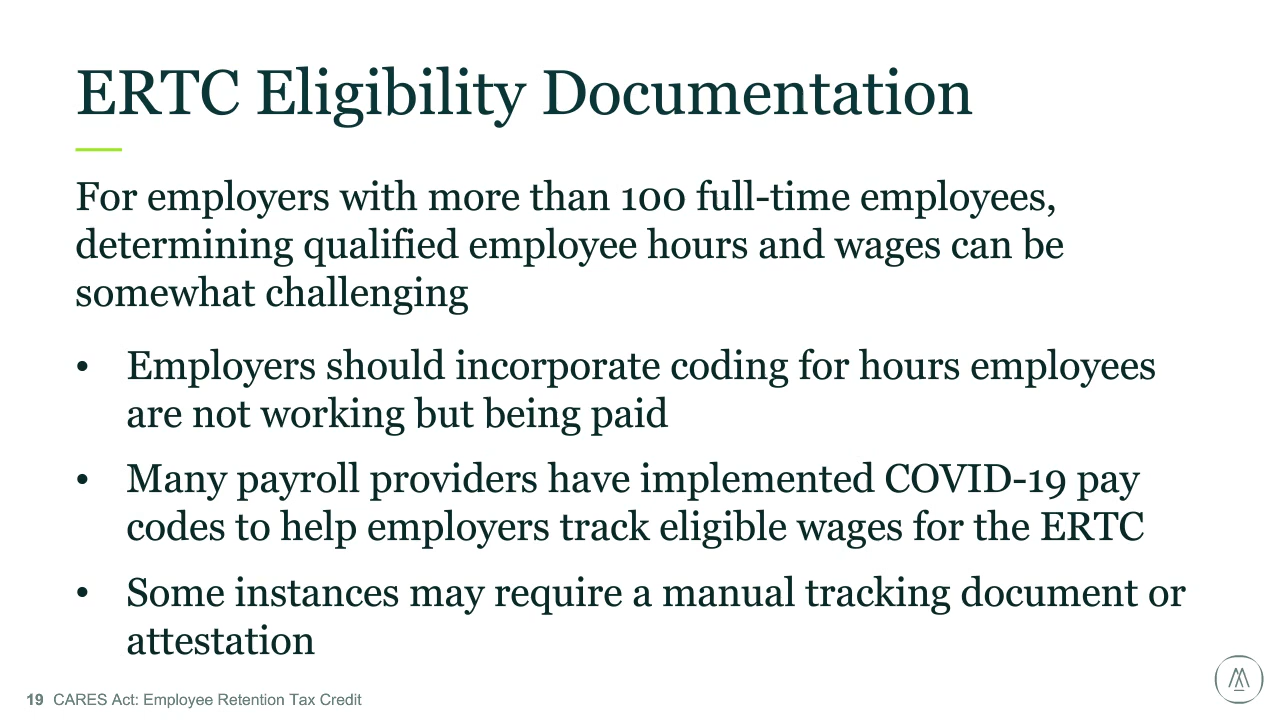 ERTC Eligibility Documentation
For employers with more than 100 full-time employees,
determining qualified employee hours and wages can be
somewhat challenging
• Employers should incorporate coding for hours employees
are not working but being paid
• Many payroll providers have implemented COVID-19 pay
codes to help employers track eligible wages for the ERTC
• Some instances may require a manual tracking document or
attestation
19 CARES Act: Employee Retention Tax Credit